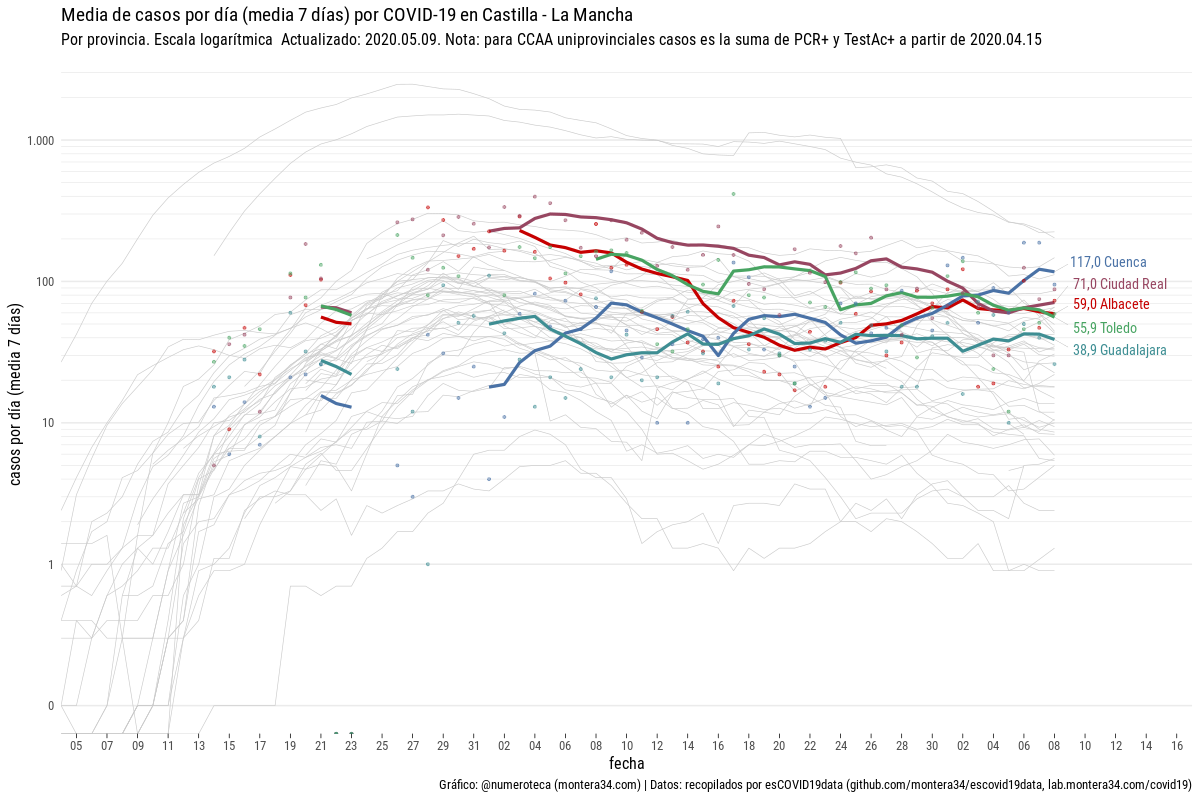 Media de casos por día (media 7 días) por COVID-19 en Castilla - La Mancha
Por provincia. Escala logarítmica  Actualizado: 2020.05.09. Nota: para CCAA uniprovinciales casos es la suma de PCR+ y TestAc+ a partir de 2020.04.15
casos por día (media 7 días)
1.000
100
10
1
0
117,0 Cuenca
71,0 Ciudad Real
59,0 Albacete
55,9 Toledo
38,9 Guadalajara
05 07 09 11 13 15 17 19 21 23 25 27 29 31 02 04 06 08 10 12 14 16 18 20 22 24 26 28 30 02 04 06 08 10 12 14 16
fecha
Gráfico: @numeroteca (montera34.com) | Datos: recopilados por esCOVID19data (github.com/montera34/escovid19data, lab.montera34.com/covid19)